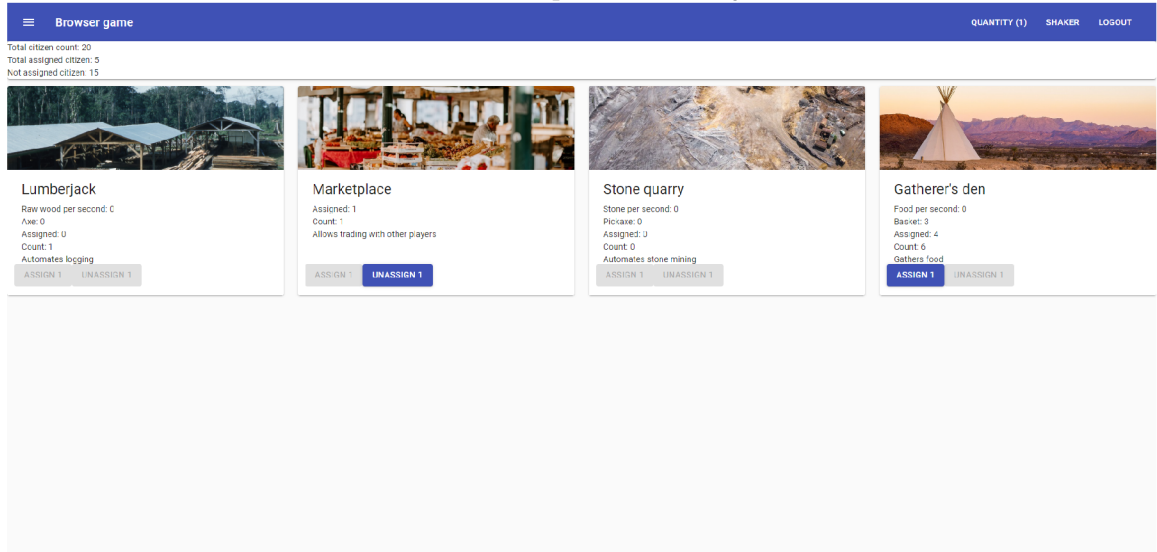 Browser game
QUANTITY (1) SHAKER LOGOUT
Total citizen count: 20
Total assigned citizen: 5
Not assigned citizen: 15
Lumberjack
Raw wood per second: 0
Axe: 0
Assigned: 0
Count: 1
Automates logging
ASSIGN 1 UNASSIGN 1
Marketplace
Assigned: 1
Count: 1
Allows trading with other players
ASSIGN 1 UNASSIGN 1
Stone quarry
Stone per second: 0
Pickaxe: 0
Assigned: 0
Count: 0
Automates stone mining
ASSIGN 1 UNASSIGN 1
Gatherer's den
Food per second: 0
Basket: 3
Assigned: 4
Count: 6
Gathers food
ASSIGN 1 UNASSIGN 1